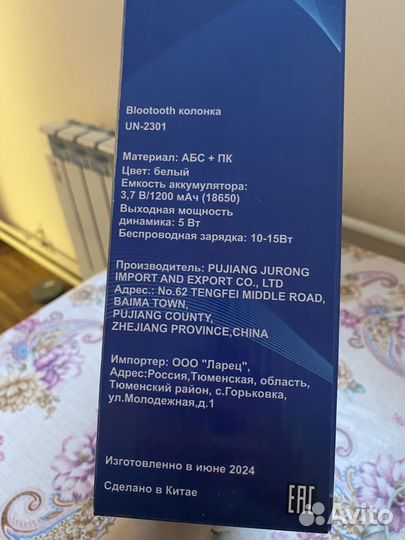 Blootooth колонка
UN-2301
Материал: АБС + ПК
Цвет: белый
Емкость аккумулятора:
3,7 В/1200 мАч (18650)
Выходная мощность
динамика: 5 Вт
Беспроводная зарядка: 10-15Вт
Производитель: PUJIANG JURONG
IMPORT AND EXPORT CO., LTD
Адрес.: No.62 TENGFEI MIDDLE ROAD,
BAIMA TOWN,
PUJIANG COUNTY,
ZHEJIANG PROVINCE,CHINA
Импортер: ООО "Ларец",
Адрес:Россия,Тюменская, область,
Тюменский район, с.Горьковка,
ул.Молодежная,д.1
Изготовленно в июне 2024
Сделано в Китае
EAC
Avito